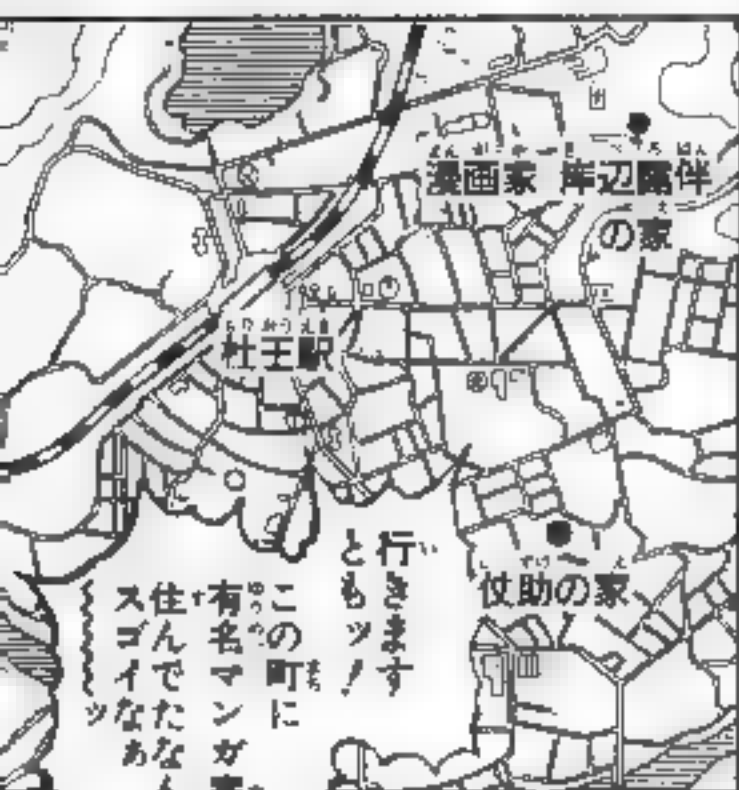 漫画家 岸辺露伴
の家
杜王駅
仗助の家
行きます
ともッ!
この町に
有名マンガ家
住んでたなん
スゴイなぁ
~~~ッ